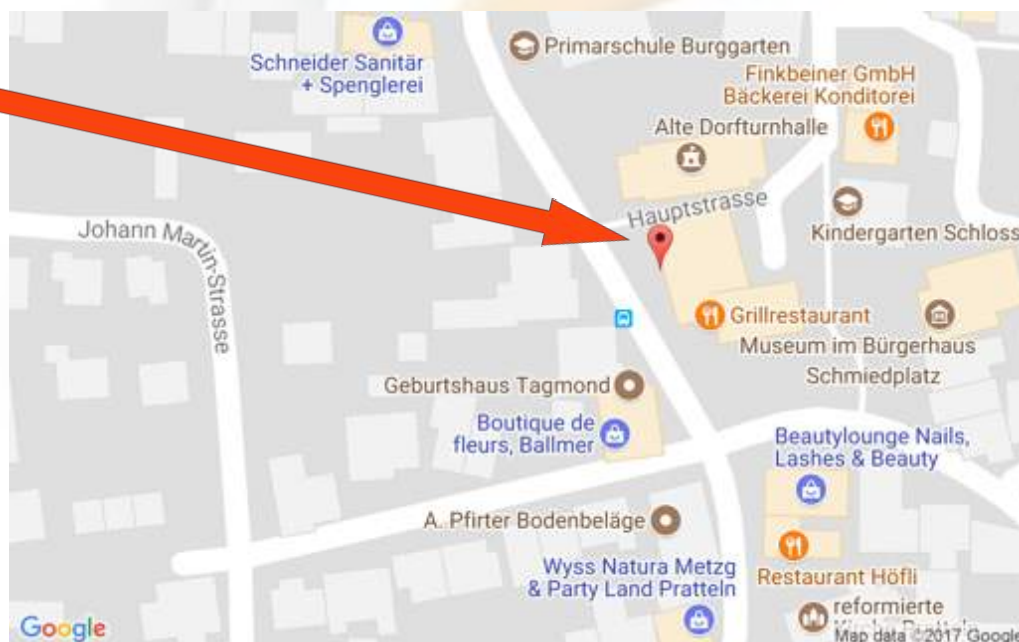 Schneider Sanitär
+ Spenglerei
Primarschule Burggarten
Finkbeiner GmbH
Bäckerei Konditorei
Alte Dorfturnhalle
Hauptstrasse
Kindergarten Schloss
Johann Martin-Strasse
Grillrestaurant
Museum im Bürgerhaus
Schmiedplatz
Geburtshaus Tagmond
Boutique de
fleurs, Ballmer
Beautylounge Nails,
Lashes & Beauty
A. Pfirter Bodenbeläge
Wyss Natura Metzg
& Party Land Pratteln
Restaurant Höfli
reformierte
Google
Map data ©2017 Google